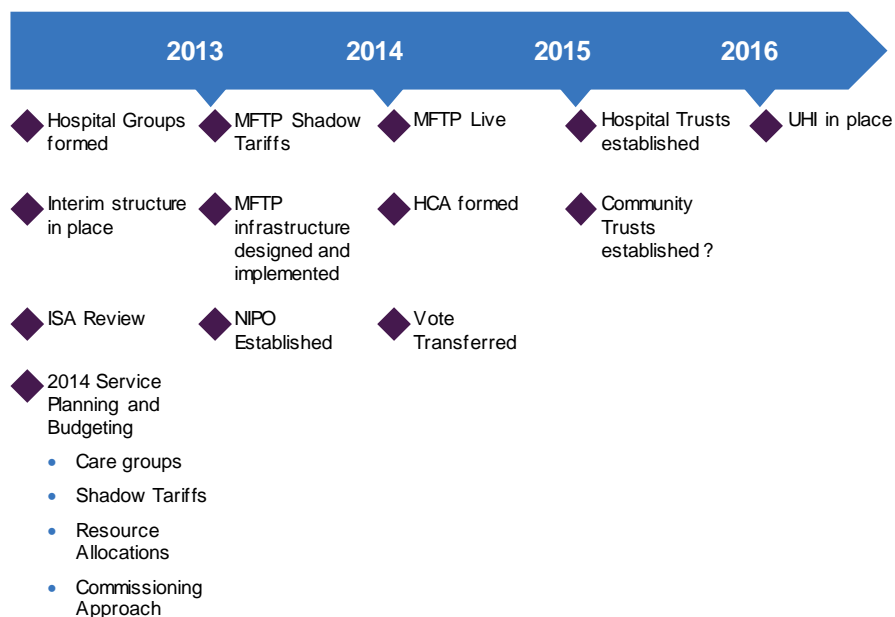 2013
2014
2015
2016
Hospital Groups
formed
Interim structure
in place
ISA Review
2014 Service
Planning and
Budgeting
• Care groups
• Shadow Tariffs
• Resource
Allocations
• Commissioning
Approach
MFTP Shadow
Tariffs
MFTP
infrastructure
designed and
implemented
NIPO
Established
MFTP Live
HCA formed
Vote
Transferred
Hospital Trusts
established
Community
Trusts
established ?
UHI in place